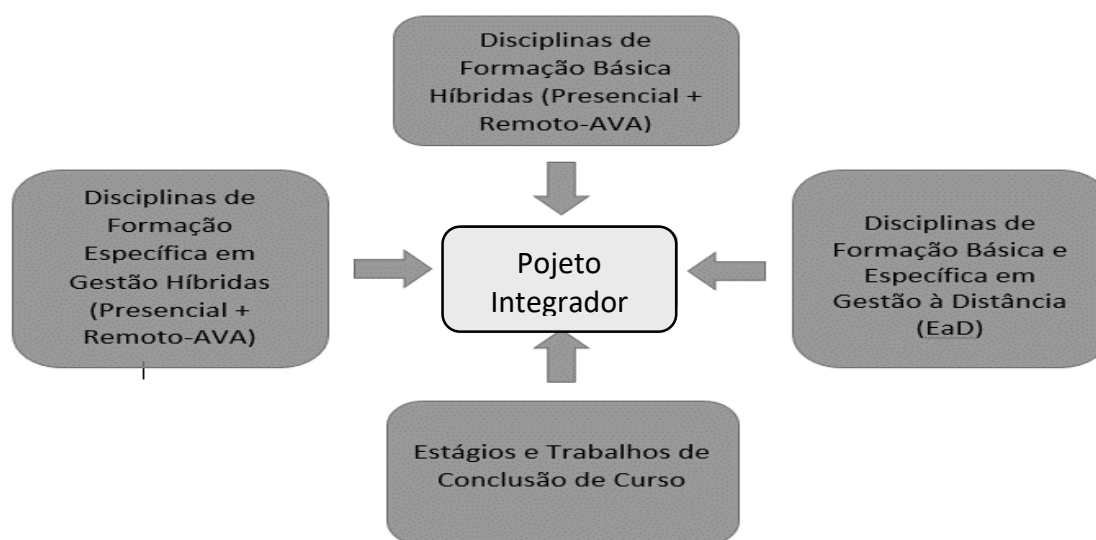 Disciplinas de
Formação Básica
Híbridas (Presencial +
Remoto-AVA)
Disciplinas de
Formação
Específica em
Gestão Híbridas
(Presencial +
Remoto-AVA)
Pojeto
Integrador
Disciplinas de
Formação Básica e
Específica em
Gestão à Distância
(EaD)
Estágios e Trabalhos de
Conclusão de Curso